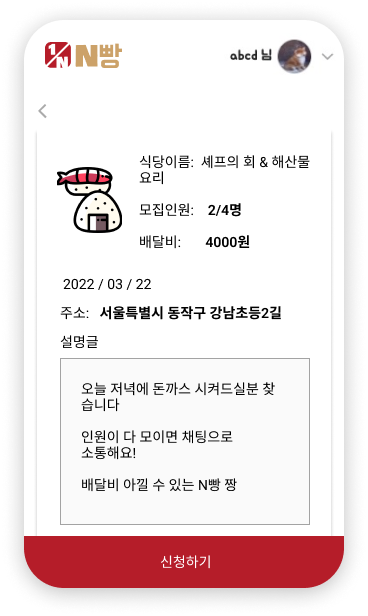 1/N N빵
abcd 님
식당이름: 셰프의 회 & 해산물
요리
모집인원: 2/4명
배달비: 4000원
2022 / 03 / 22
주소: 서울특별시 동작구 강남초등2길
설명글
오늘 저녁에 돈까스 시켜드실분 찾
습니다
인원이 다 모이면 채팅으로
소통해요!
배달비 아낄 수 있는 N빵 짱
신청하기